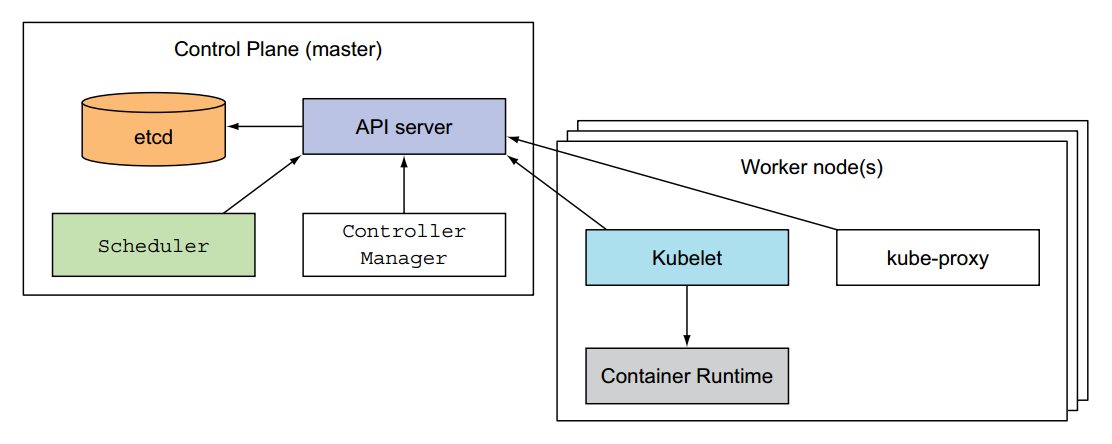 Control Plane (master)
etcd
API server
Scheduler
Controller
Manager
Worker node(s)
Kubelet
kube-proxy
Container Runtime